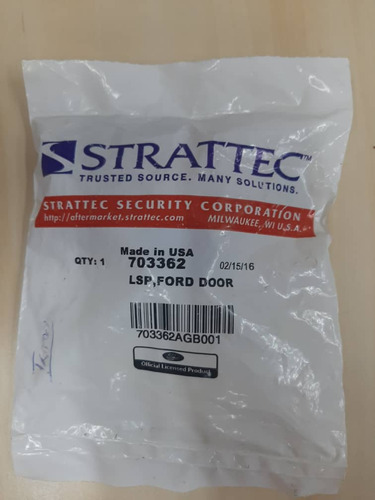 STRATTEC™
TRUSTED SOURCE. MANY SOLUTIONS.
STRATTEC SECURITY CORPORATION
http://aftermarket.strattec.com MILWAUKEE, WI U.S.A.
Made in USA
QTY: 1 703362 02/15/16
LSP,FORD DOOR
703362AGB001
Official Licensed Product